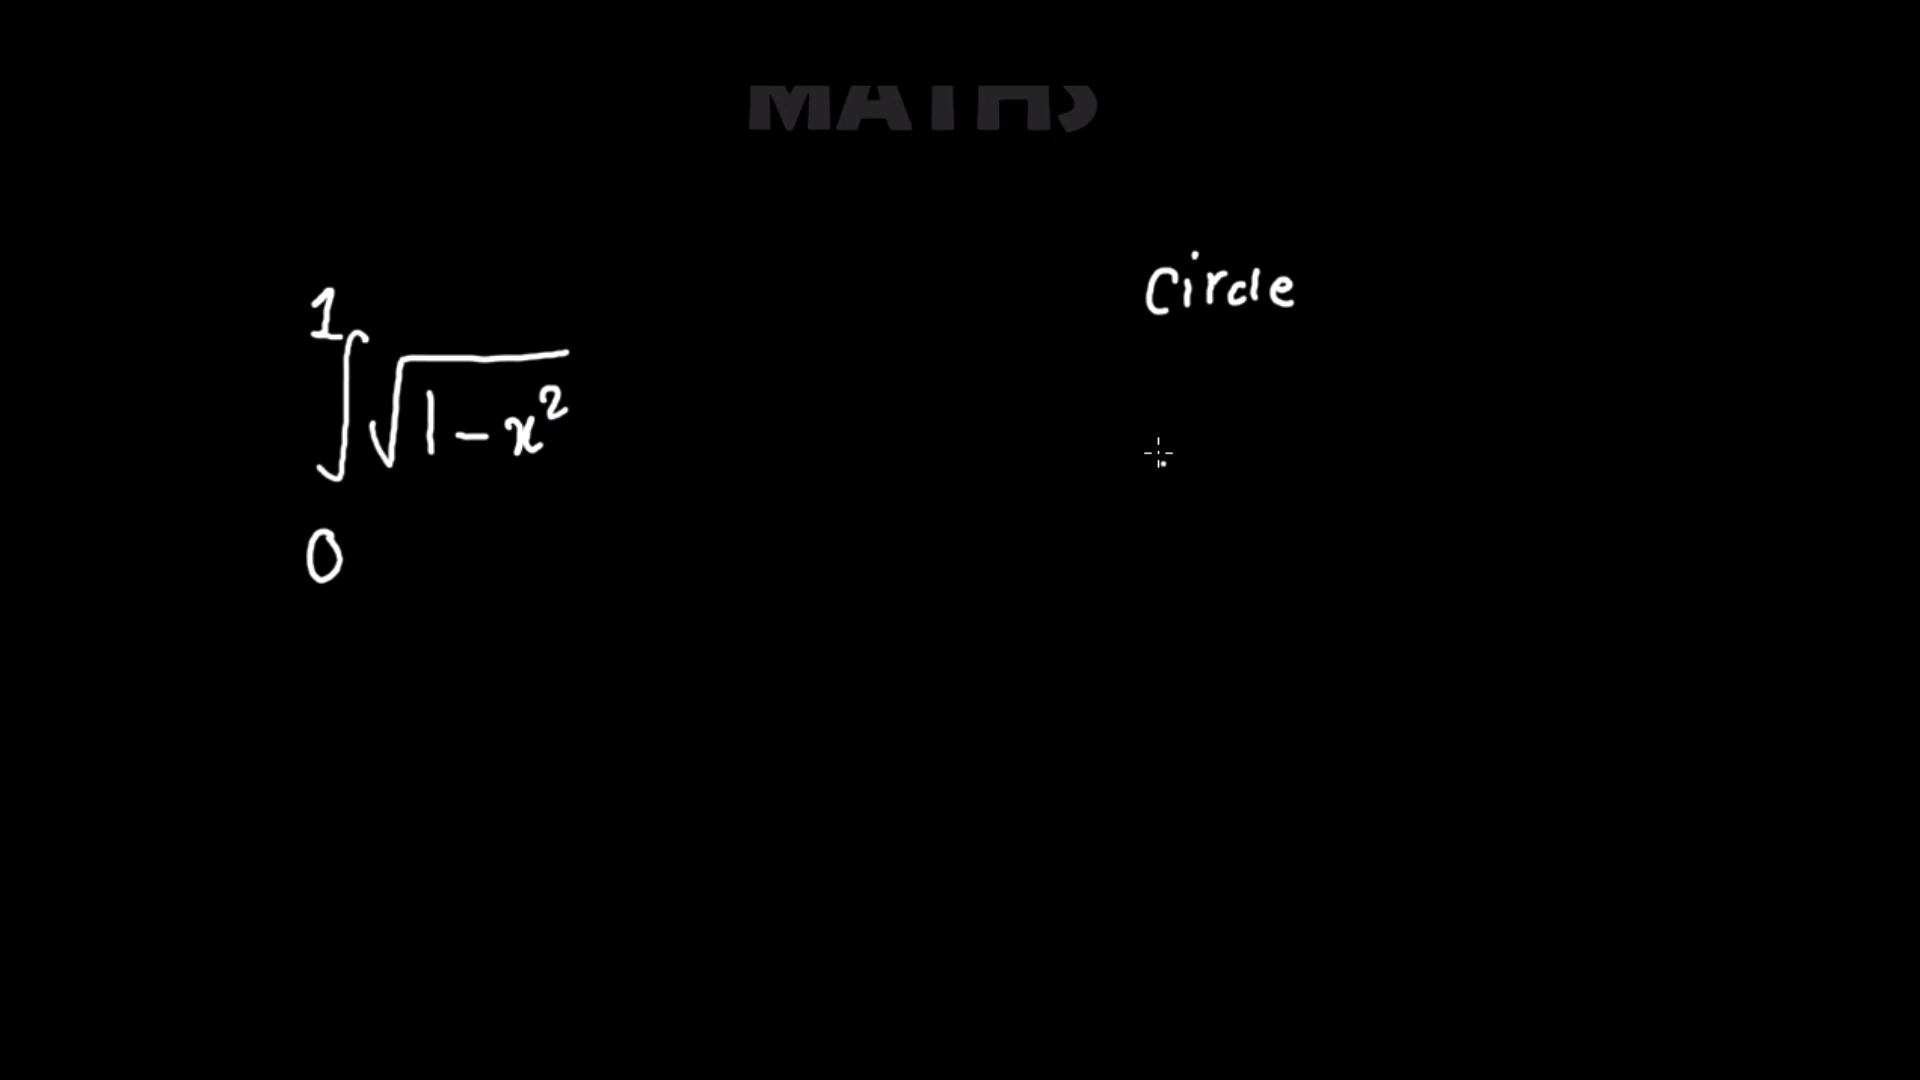 MATHS
Circle
1
∫ √1 - x²
0